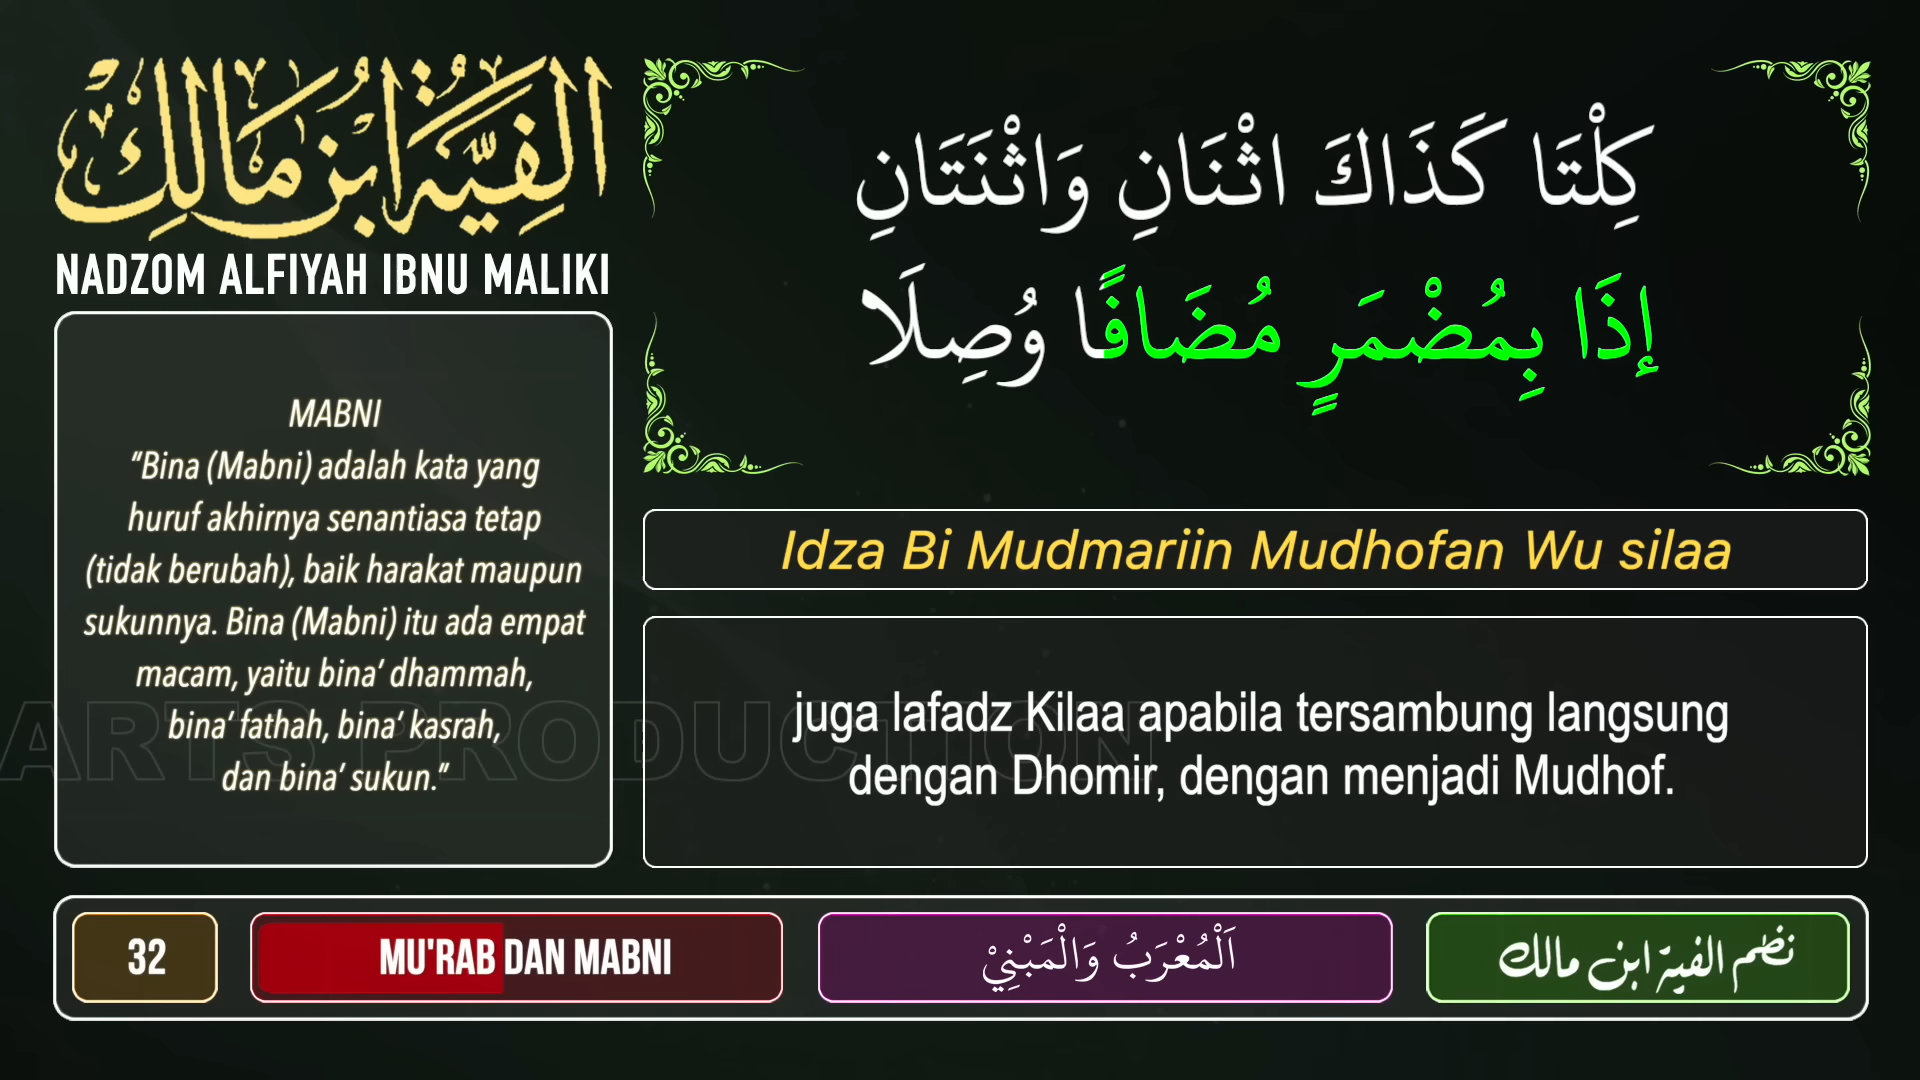 الفية ابن مالك
NADZOM ALFIYAH IBNU MALIKI
MABNI
“Bina (Mabni) adalah kata yang
huruf akhirnya senantiasa tetap
(tidak berubah), baik harakat maupun
sukunnya. Bina (Mabni) itu ada empat
macam, yaitu bina’ dhammah,
bina’ fathah, bina’ kasrah,
dan bina’ sukun.”
كِلْتَا كَذَاكَ اثْنَانِ وَاثْنَتَانِ
إِذَا بِمُضْمَرٍ مُضَافًا وُصِلَا
Idza Bi Mudmariin Mudhofan Wu silaa
juga lafadz Kilaa apabila tersambung langsung
dengan Dhomir, dengan menjadi Mudhof.
ARTS PRODUCTION
32
MU'RAB DAN MABNI
اَلْمُعْرَبُ وَالْمَبْنِيْ
نظم الفية ابن مالك